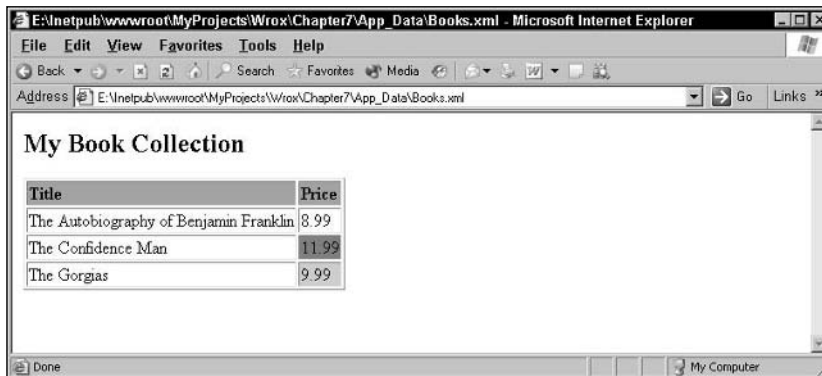 E:\Inetpub\wwwroot\MyProjects\Wrox\Chapter7\App_Data\Books.xml - Microsoft Internet Explorer
File Edit View Favorites Tools Help
Back Search Favorites Media
Address E:\Inetpub\wwwroot\MyProjects\Wrox\Chapter7\App_Data\Books.xml Go Links »
My Book Collection
Title Price
The Autobiography of Benjamin Franklin 8.99
The Confidence Man 11.99
The Gorgias 9.99
Done My Computer